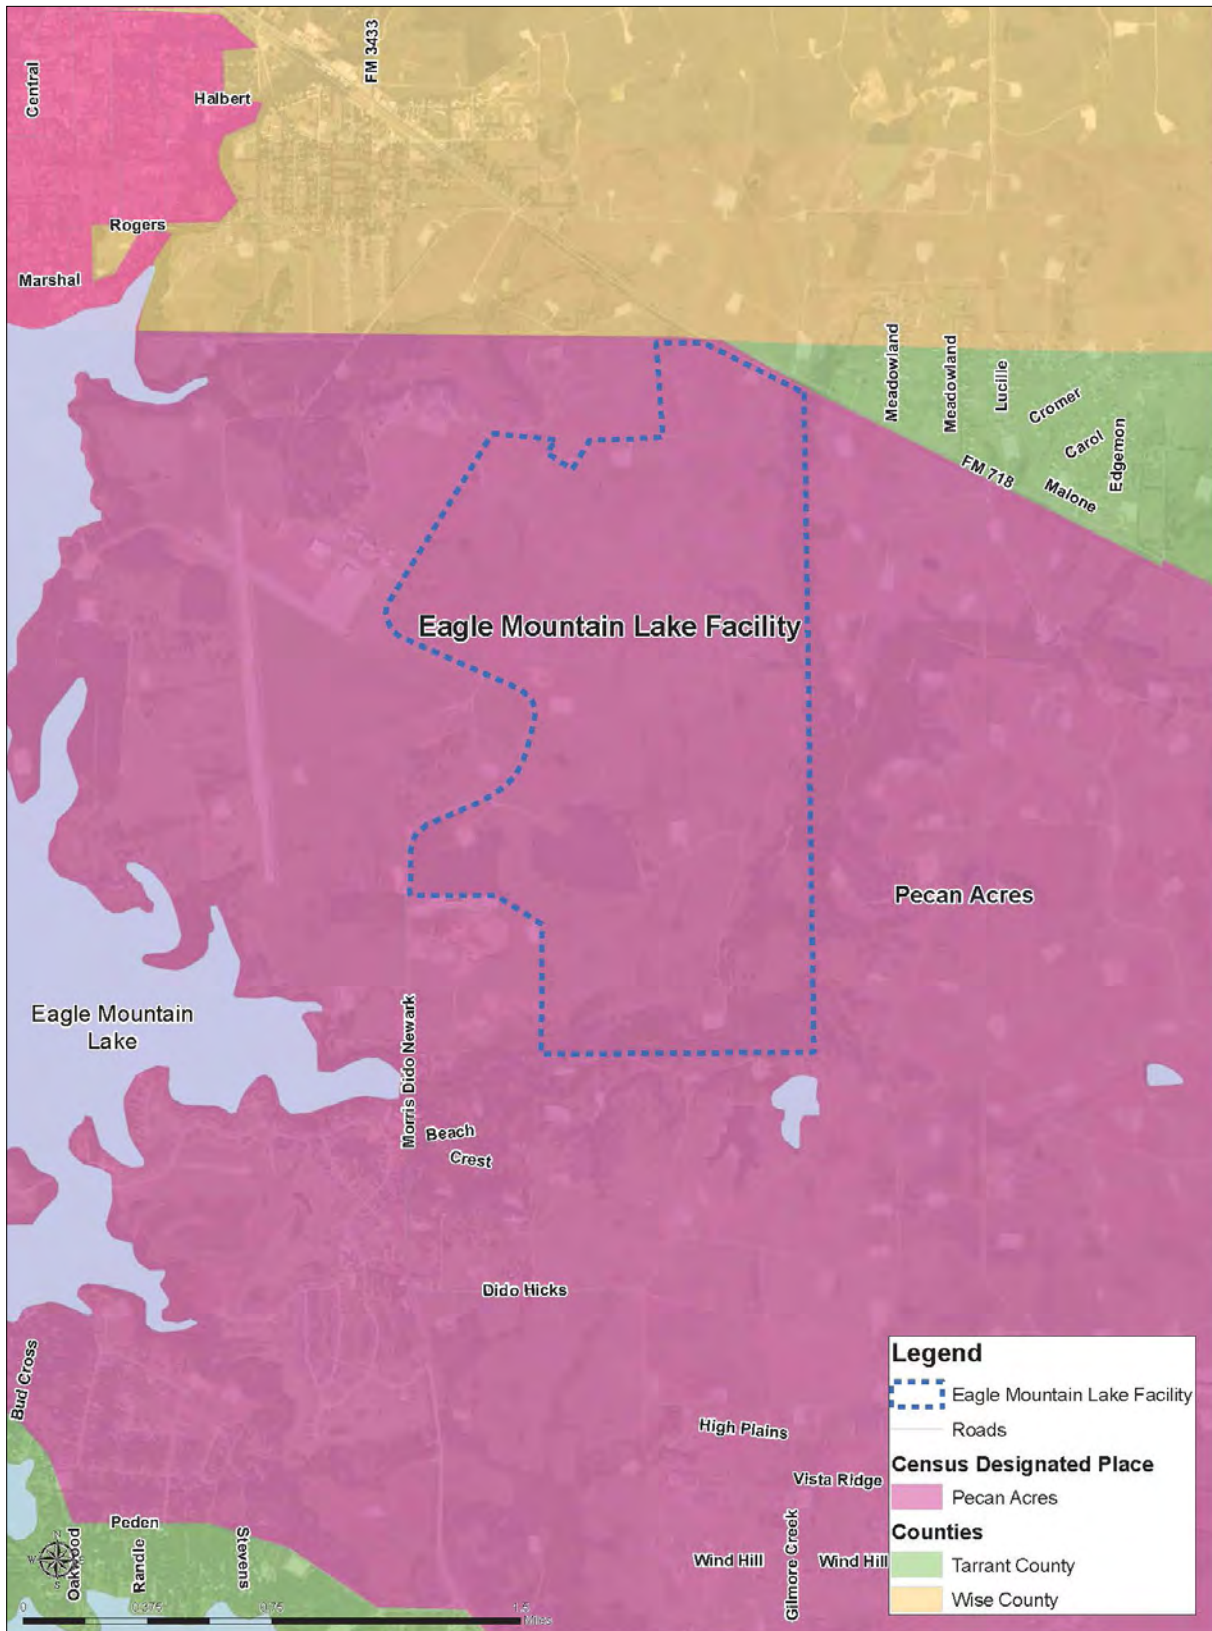 Central
FM 3433
Halbert
Rogers
Marshal
Meadowland
Meadowland
Lucille
Cromer
Carol
Edgemon
FM 718
Malone
Eagle Mountain Lake Facility
Pecan Acres
Eagle Mountain
Lake
Morris Dido Newark
Beach
Crest
Dido Hicks
Bud Cross
High Plains
Vista Ridge
Peden
Oakwood
Randle
Stevens
Wind Hill
Gilmore Creek
Wind Hill
N
W
E
S
0
0.375
0.75
1.5
Miles
Legend
Eagle Mountain Lake Facility
Roads
Census Designated Place
Pecan Acres
Counties
Tarrant County
Wise County